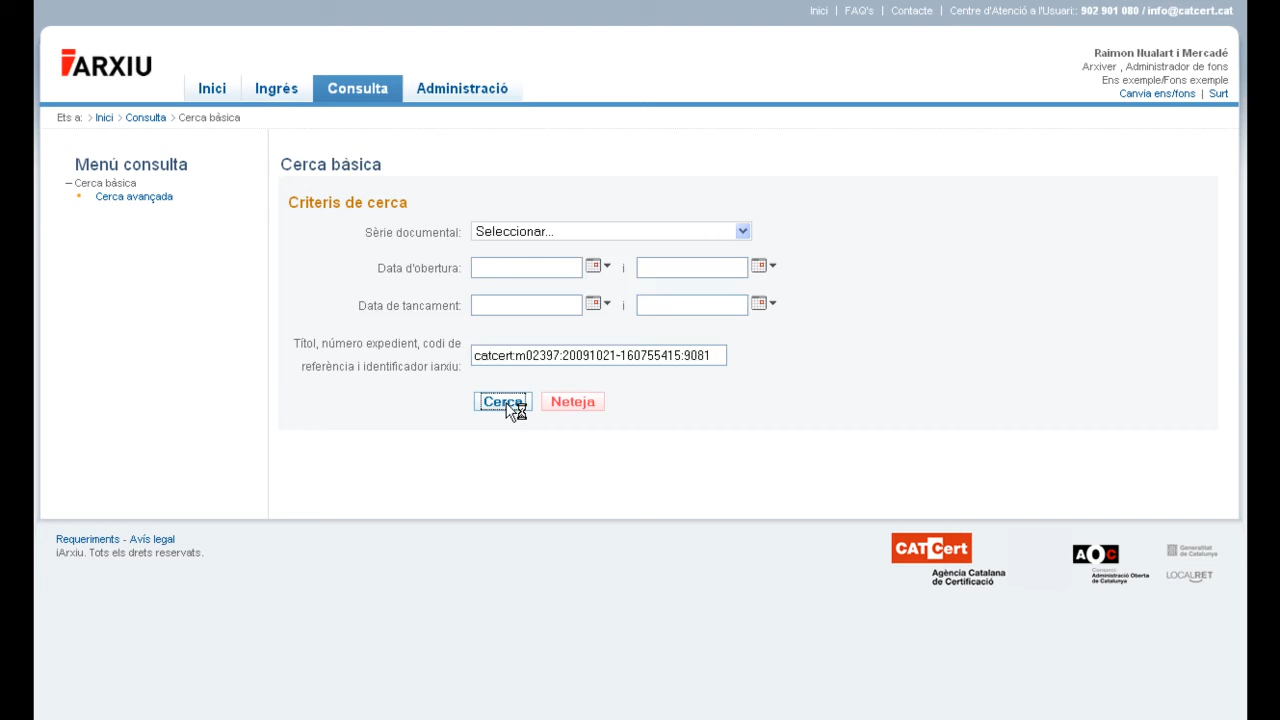 Inici | FAQ's | Contacte | Centre d'Atenció a l'Usuari:: 902 901 080 / info@catcert.cat
iARXIU
Raimon Nualart i Mercadé
Arxiver , Administrador de fons
Ens exemple/Fons exemple
Canvia ens/fons | Surt
Inici Ingrés Consulta Administració
Ets a: > Inici > Consulta > Cerca bàsica
Menú consulta
Cerca bàsica
Cerca avançada
Cerca bàsica
Criteris de cerca
Sèrie documental: Seleccionar...
Data d'obertura: i
Data de tancament: i
Títol, número expedient, codi de
referència i identificador iarxiu: catcert:m02397:20091021-160755415:9081
Cerca Neteja
Requeriments - Avís legal
iArxiu. Tots els drets reservats.
CATCert
Agència Catalana
de Certificació
AOC
Consorci
Administració Oberta
de Catalunya
Generalitat
de Catalunya
LOCALRET